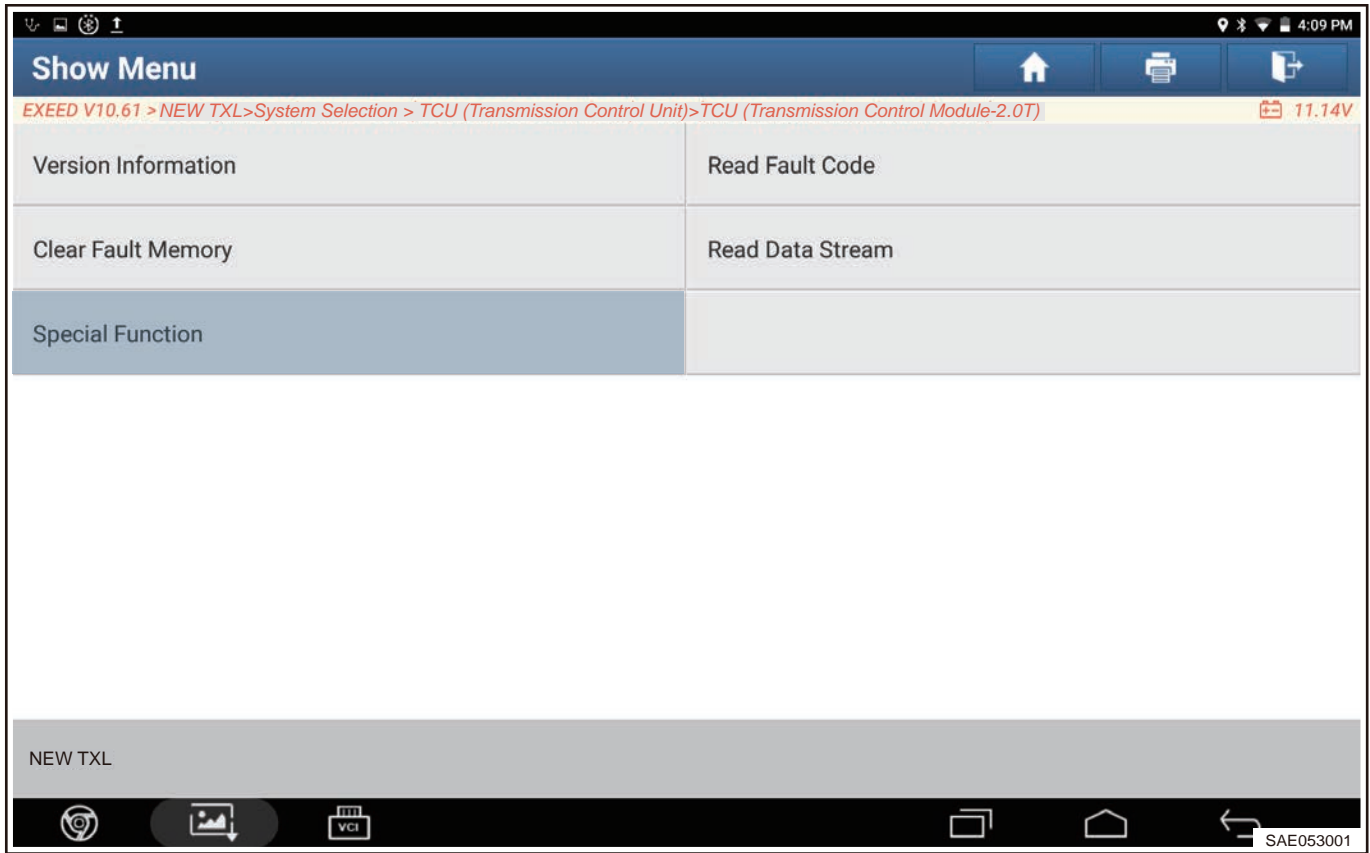 4:09 PM
Show Menu
EXEED V10.61 > NEW TXL>System Selection > TCU (Transmission Control Unit)>TCU (Transmission Control Module-2.0T) 11.14V
Version Information Read Fault Code
Clear Fault Memory Read Data Stream
Special Function
NEW TXL
VCI
SAE053001